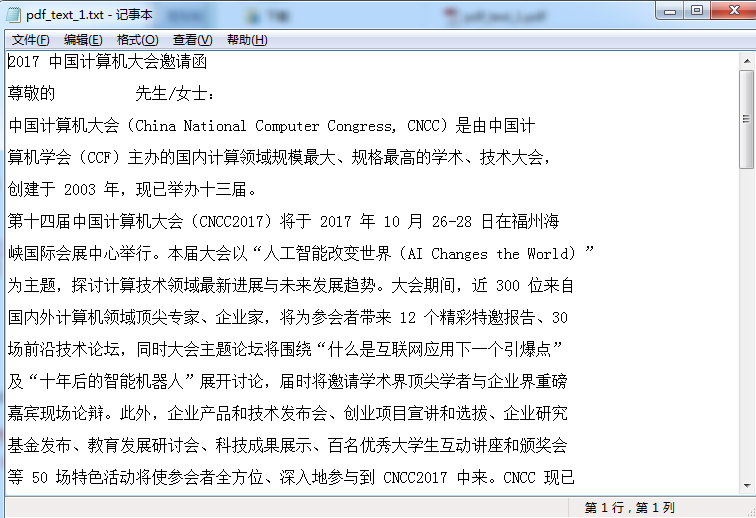 pdf_text_1.txt - 记事本
文件(F) 编辑(E) 格式(O) 查看(V) 帮助(H)
2017 中国计算机大会邀请函
尊敬的 先生/女士:
中国计算机大会（China National Computer Congress, CNCC）是由中国计
算机学会（CCF）主办的国内计算领域规模最大、规格最高的学术、技术大会，
创建于 2003 年，现已举办十三届。
第十四届中国计算机大会（CNCC2017）将于 2017 年 10 月 26-28 日在福州海
峡国际会展中心举行。本届大会以“人工智能改变世界（AI Changes the World）”
为主题，探讨计算技术领域最新进展与未来发展趋势。大会期间，近 300 位来自
国内外计算机领域顶尖专家、企业家，将为参会者带来 12 个精彩特邀报告、30
场前沿技术论坛，同时大会主题论坛将围绕“什么是互联网应用下一个引爆点”
及“十年后的智能机器人”展开讨论，届时将邀请学术界顶尖学者与企业界重磅
嘉宾现场论辩。此外，企业产品和技术发布会、创业项目宣讲和选拔、企业研究
基金发布、教育发展研讨会、科技成果展示、百名优秀大学生互动讲座和颁奖会
等 50 场特色活动将使参会者全方位、深入地参与到 CNCC2017 中来。CNCC 现已
第 1 行，第 1 列